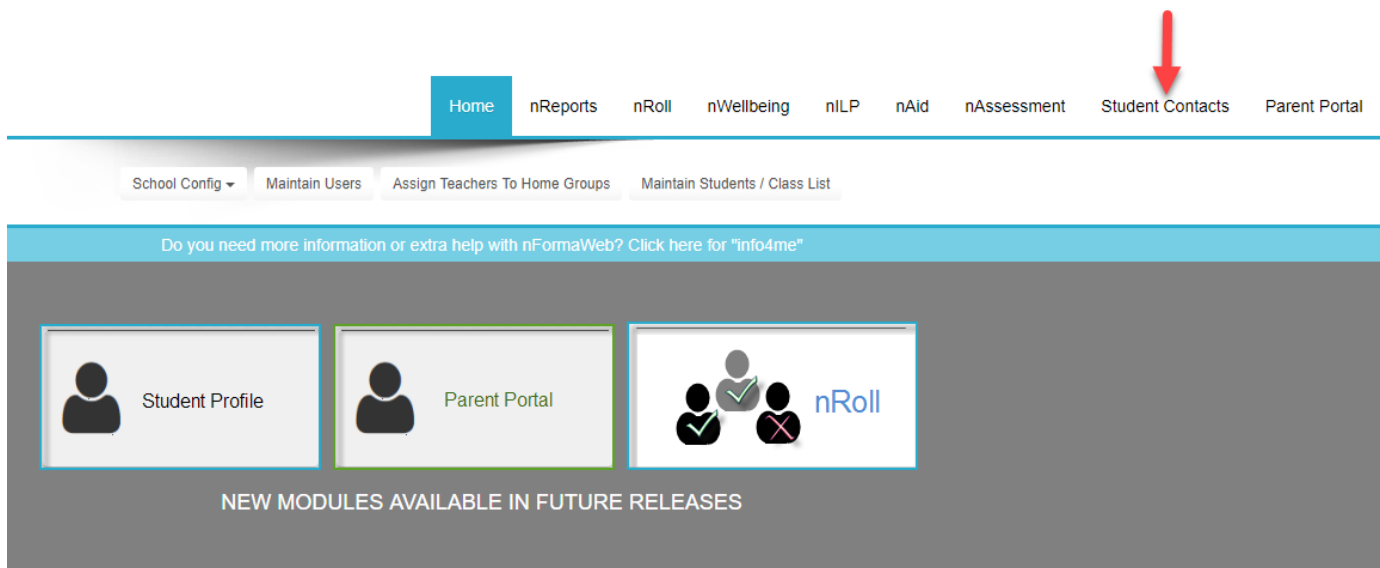 Home nReports nRoll nWellbeing nILP nAid nAssessment Student Contacts Parent Portal
School Config Maintain Users Assign Teachers To Home Groups Maintain Students / Class List
Do you need more information or extra help with nFormaWeb? Click here for "info4me"
Student Profile Parent Portal nRoll
NEW MODULES AVAILABLE IN FUTURE RELEASES